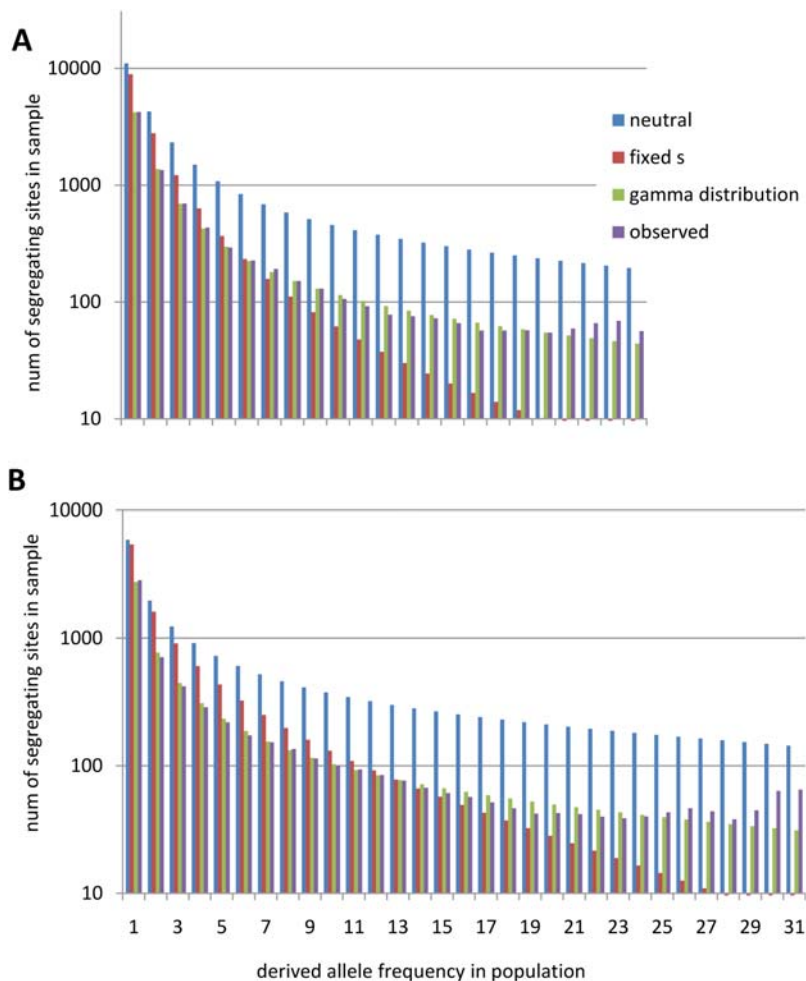 A
num of segregating sites in sample
10000
1000
100
10
neutral
fixed s
gamma distribution
observed
B
num of segregating sites in sample
10000
1000
100
10
1 3 5 7 9 11 13 15 17 19 21 23 25 27 29 31
derived allele frequency in population